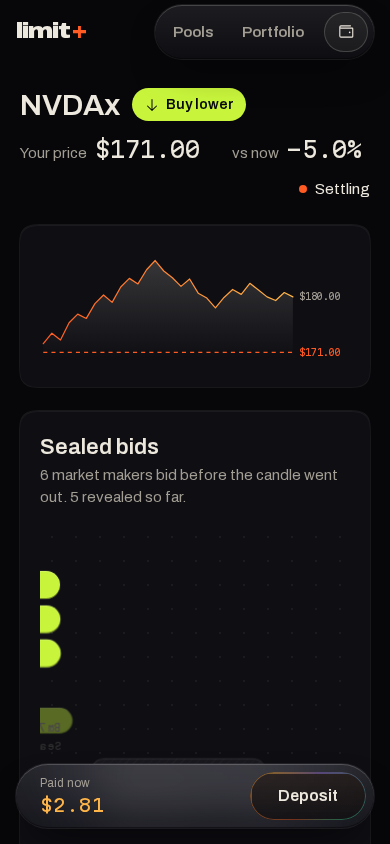 limit+
Pools
Portfolio
NVDAx
Buy lower
Your price $171.00
vs now −5.0%
Settling
$180.00
$171.00
Sealed bids
6 market makers bid before the candle went
out. 5 revealed so far.
Paid now
$2.81
Deposit